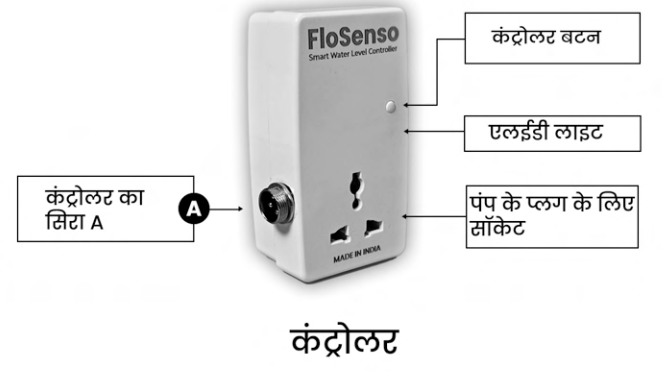 FloSenso
Smart Water Level Controller
कंट्रोलर बटन
एलईडी लाइट
कंट्रोलर का
सिरा A
A
पंप के प्लग के लिए
सॉकेट
MADE IN INDIA
कंट्रोलर